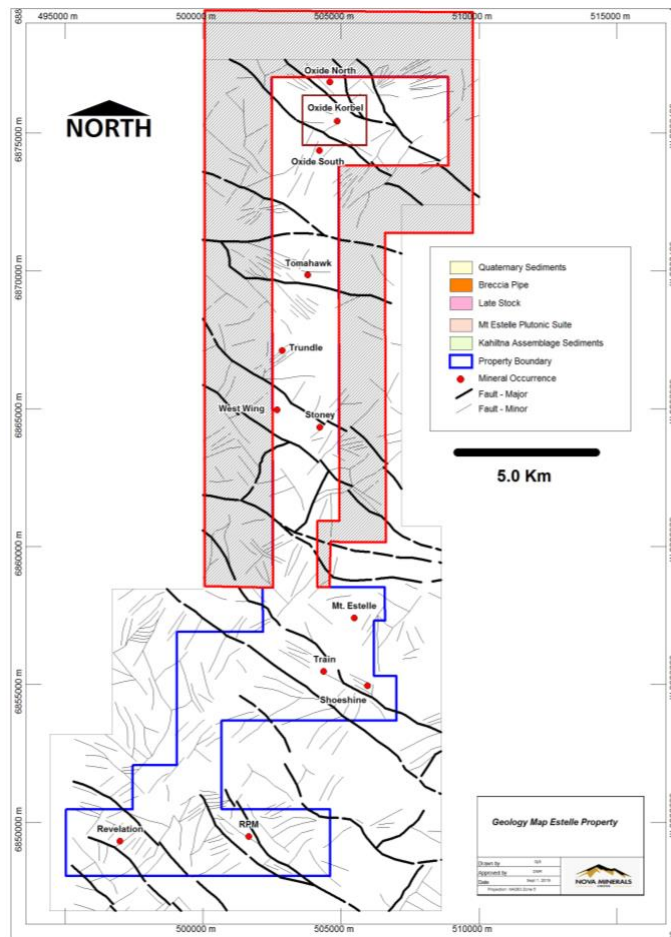 495000 m 500000 m 505000 m 510000 m 515000 m
688
NORTH
Oxide North
Oxide Korbel
Oxide South
6875000 m
Tomahawk
6870000 m
Trundle
West Wing
Stoney
6865000 m
Quaternary Sediments
Breccia Pipe
Late Stock
Mt Estelle Plutonic Suite
Kahiltna Assemblage Sediments
Property Boundary
Mineral Occurrence
Fault - Major
Fault - Minor
5.0 Km
6860000 m
Mt. Estelle
Train
Shoeshine
6855000 m
Revelation
RPM
6850000 m
Geology Map Estelle Property
Drawn by
Approved by
Date
NOVA MINERALS
500000 m 505000 m 510000 m